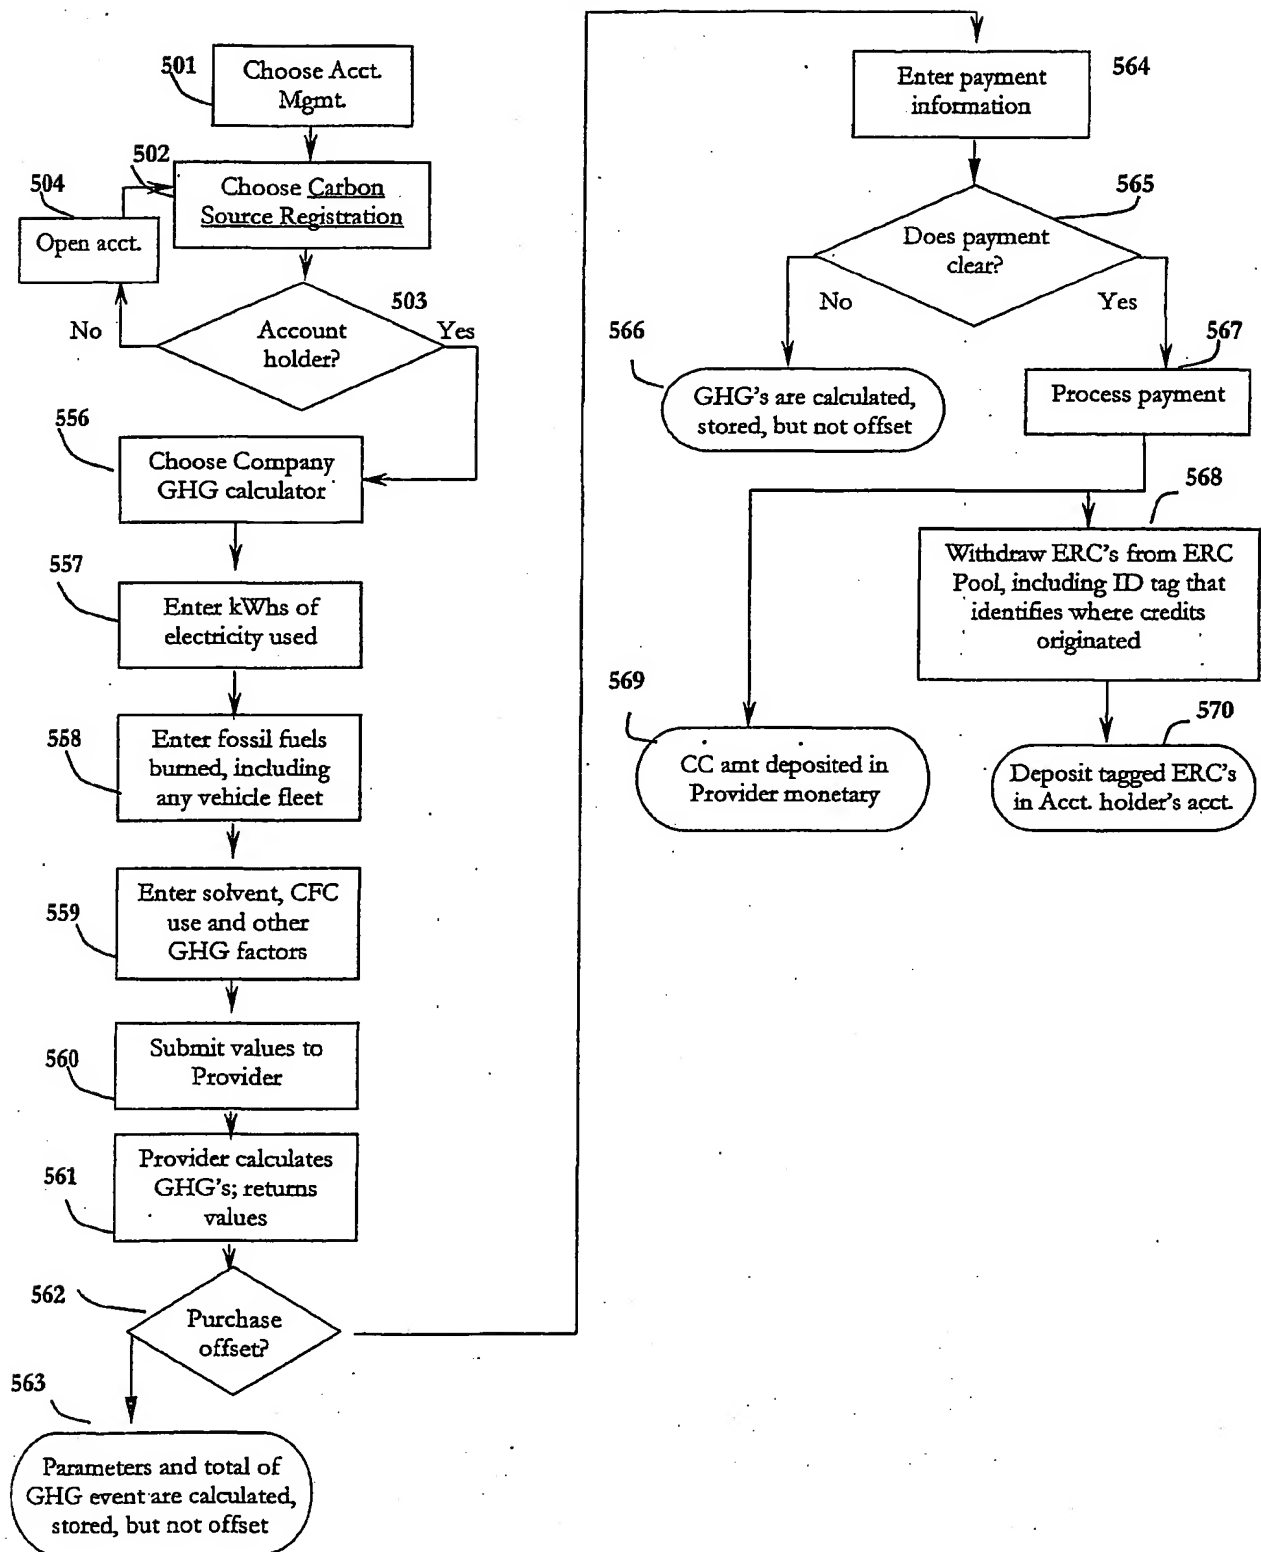 501
Choose Acct.
Mgmt.
502
Choose Carbon
Source Registration
504
Open acct.
503
No
Account
holder?
Yes
556
Choose Company
GHG calculator
557
Enter kWhs of
electricity used
558
Enter fossil fuels
burned, including
any vehicle fleet
559
Enter solvent, CFC
use and other
GHG factors
560
Submit values to
Provider
561
Provider calculates
GHG's; returns
values
562
Purchase
offset?
563
Parameters and total of
GHG event are calculated,
stored, but not offset
564
Enter payment
information
565
Does payment
clear?
No
Yes
566
GHG's are calculated,
stored, but not offset
567
Process payment
568
Withdraw ERC's from ERC
Pool, including ID tag that
identifies where credits
originated
569
CC amt deposited in
Provider monetary
570
Deposit tagged ERC's
in Acct. holder's acct.